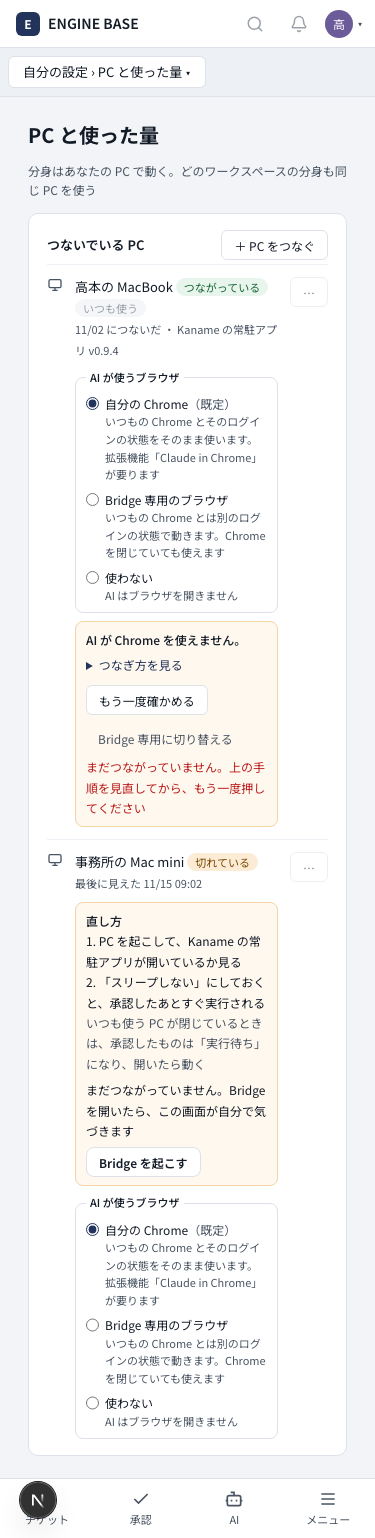 E ENGINE BASE 高
自分の設定 › PC と使った量
PC と使った量
分身はあなたの PC で動く。どのワークスペースの分身も同
じ PC を使う
つないでいる PC
＋ PC をつなぐ
高本の MacBook つながっている
いつも使う
11/02 につないだ ・ Kaname の常駐アプ
リ v0.9.4
…
AI が使うブラウザ
自分の Chrome（既定）
いつもの Chrome とそのログイ
ンの状態をそのまま使います。
拡張機能「Claude in Chrome」
が要ります
Bridge 専用のブラウザ
いつもの Chrome とは別のログ
インの状態で動きます。Chrome
を閉じていても使えます
使わない
AI はブラウザを開きません
AI が Chrome を使えません。
つなぎ方を見る
もう一度確かめる
Bridge 専用に切り替える
まだつながっていません。上の手
順を見直してから、もう一度押し
てください
事務所の Mac mini 切れている
最後に見えた 11/15 09:02
…
直し方
1. PC を起こして、Kaname の常
駐アプリが開いているか見る
2. 「スリープしない」にしておく
と、承認したあとすぐ実行される
いつも使う PC が閉じているとき
は、承認したものは「実行待ち」
になり、開いたら動く
まだつながっていません。Bridge
を開いたら、この画面が自分で気
づきます
Bridge を起こす
AI が使うブラウザ
自分の Chrome（既定）
いつもの Chrome とそのログイ
ンの状態をそのまま使います。
拡張機能「Claude in Chrome」
が要ります
Bridge 専用のブラウザ
いつもの Chrome とは別のログ
インの状態で動きます。Chrome
を閉じていても使えます
使わない
AI はブラウザを開きません
N
チケット
承認
AI
メニュー